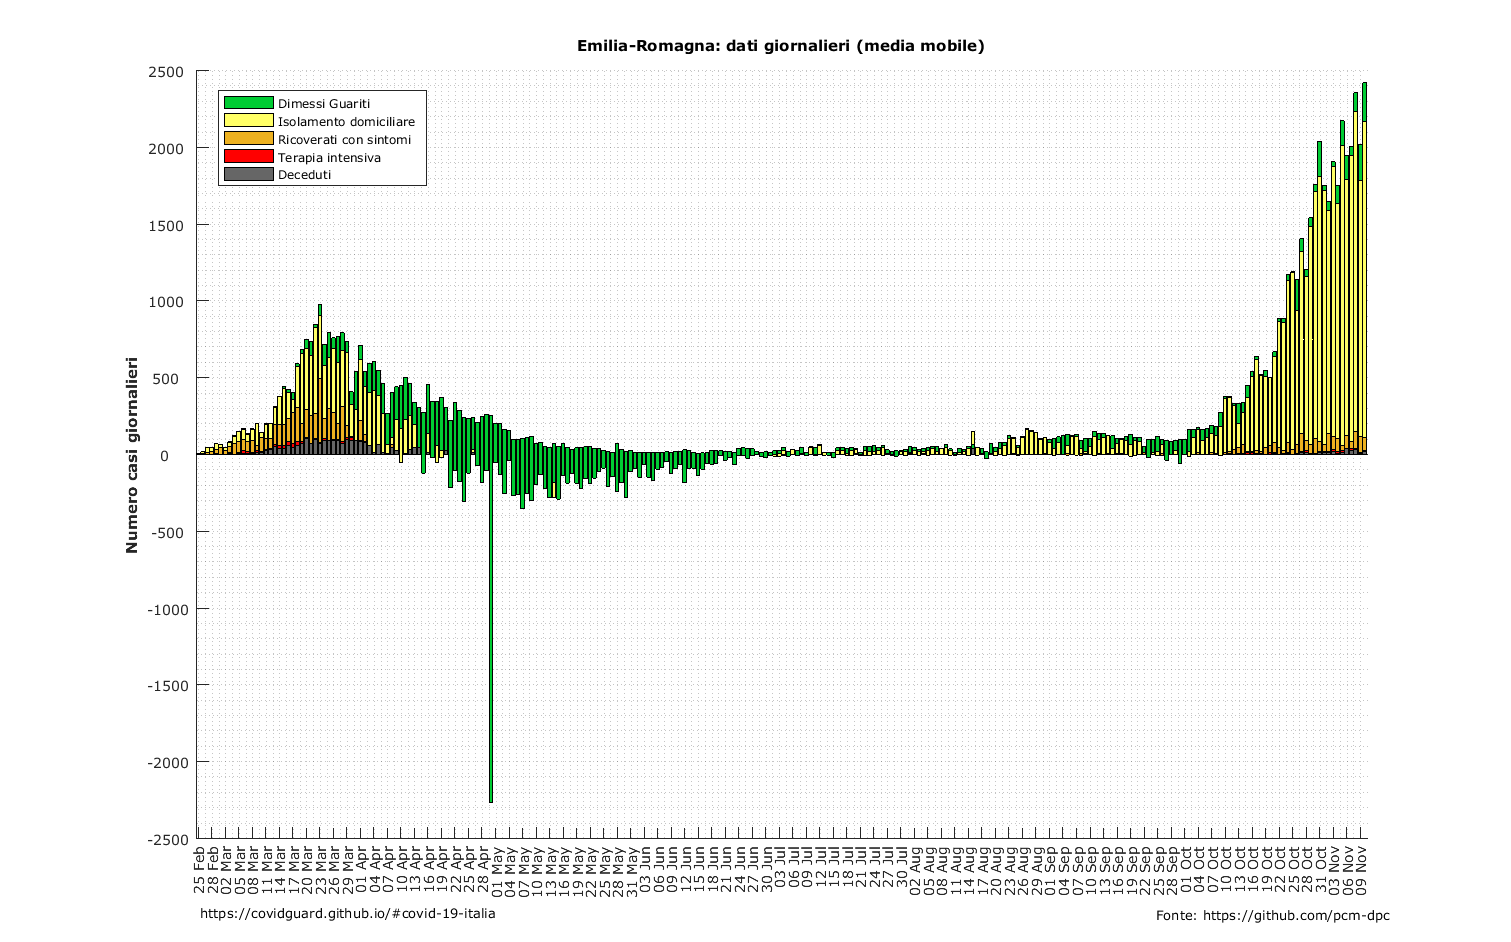 Emilia-Romagna: dati giornalieri (media mobile)
2500
2000
1500
1000
500
0
-500
-1000
-1500
-2000
-2500
Numero casi giornalieri
Dimessi Guariti
Isolamento domiciliare
Ricoverati con sintomi
Terapia intensiva
Deceduti
25 Feb
28 Feb
02 Mar
05 Mar
08 Mar
11 Mar
14 Mar
17 Mar
20 Mar
23 Mar
26 Mar
29 Mar
01 Apr
04 Apr
07 Apr
10 Apr
13 Apr
16 Apr
19 Apr
22 Apr
25 Apr
28 Apr
01 May
04 May
07 May
10 May
13 May
16 May
19 May
22 May
25 May
28 May
31 May
03 Jun
06 Jun
09 Jun
12 Jun
15 Jun
18 Jun
21 Jun
24 Jun
27 Jun
30 Jun
03 Jul
06 Jul
09 Jul
12 Jul
15 Jul
18 Jul
21 Jul
24 Jul
27 Jul
30 Jul
02 Aug
05 Aug
08 Aug
11 Aug
14 Aug
17 Aug
20 Aug
23 Aug
26 Aug
29 Aug
01 Sep
04 Sep
07 Sep
10 Sep
13 Sep
16 Sep
19 Sep
22 Sep
25 Sep
28 Sep
01 Oct
04 Oct
07 Oct
10 Oct
13 Oct
16 Oct
19 Oct
22 Oct
25 Oct
28 Oct
31 Oct
03 Nov
06 Nov
09 Nov
https://covidguard.github.io/#covid-19-italia
Fonte: https://github.com/pcm-dpc